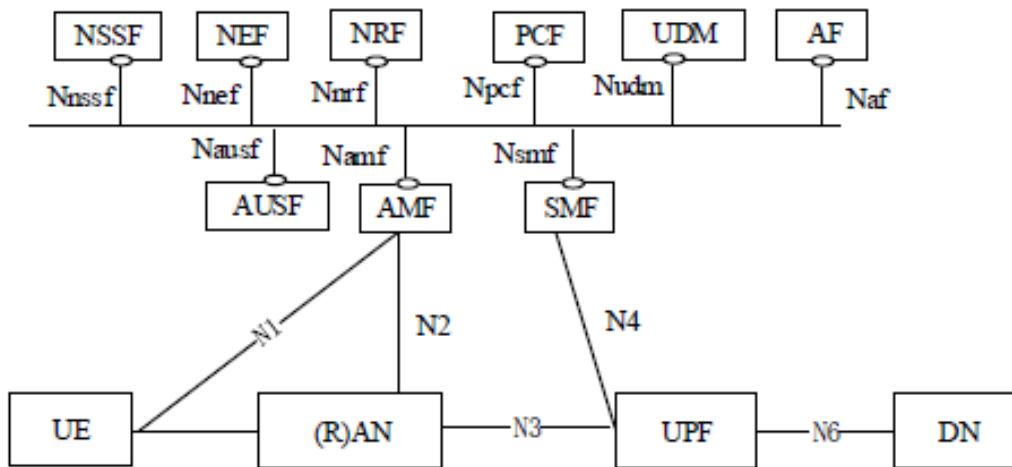 NSSF NEF NRF PCF UDM AF
Nnssf Nnef Nnrf Npcf Nudm Naf
Nausf Namf Nsmf
AUSF AMF SMF
N1 N2 N4
UE (R)AN N3 UPF N6 DN